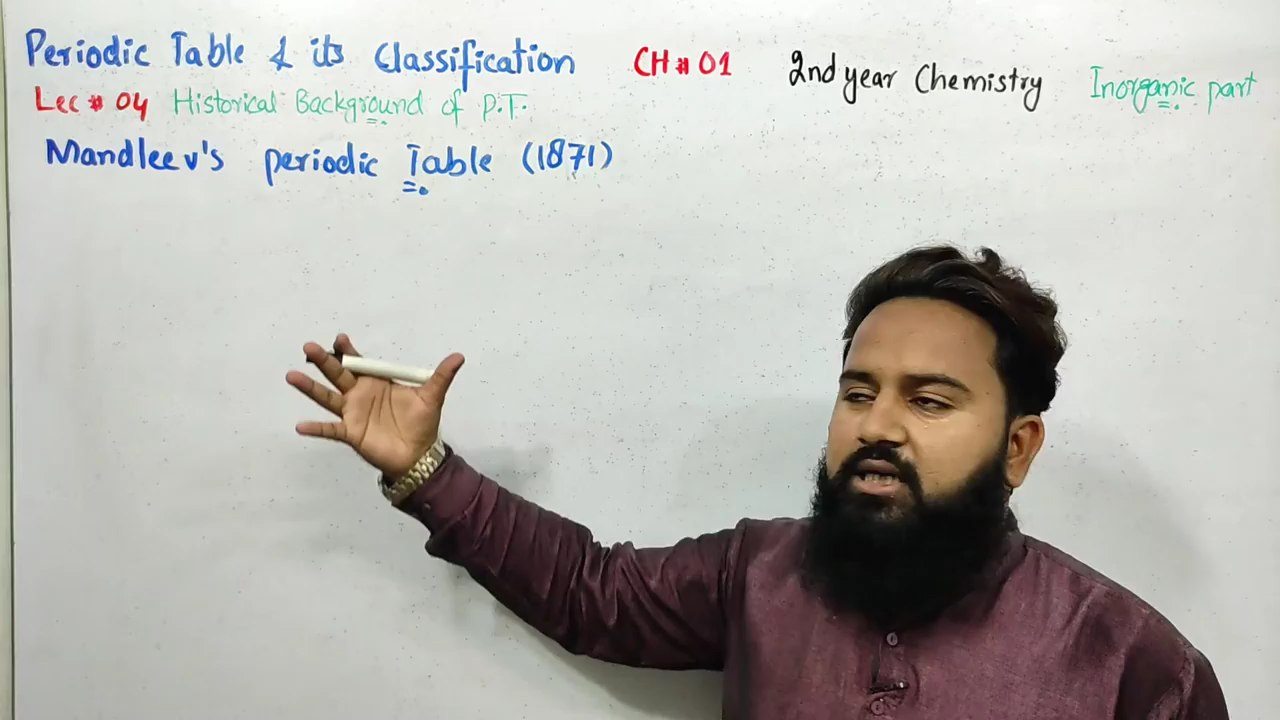 Periodic Table & its Classification CH # 01 2nd year Chemistry Inorganic part
Lec # 04 Historical Background of P.T.
Mandleev's periodic Table (1871)